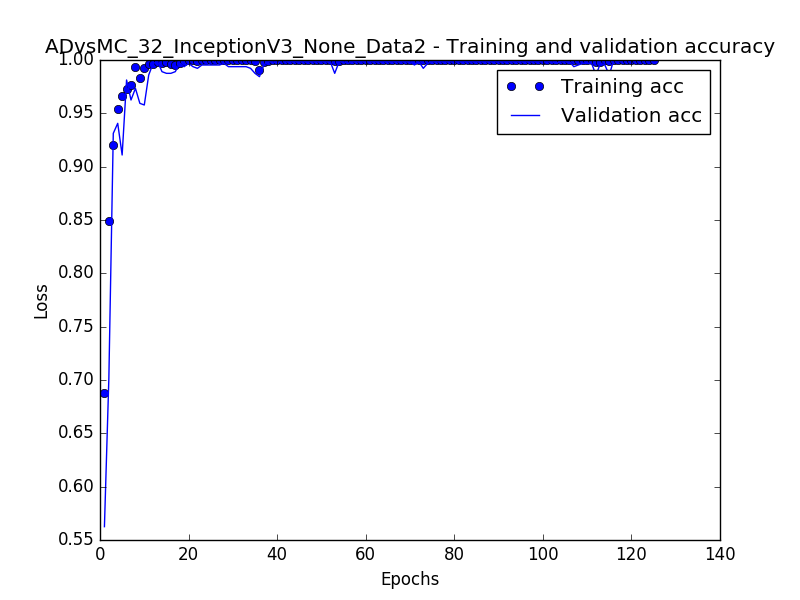 ADvsMC_32_InceptionV3_None_Data2 - Training and validation accuracy
1.00
0.95
0.90
0.85
0.80
0.75
0.70
0.65
0.60
0.55
Loss
Training acc
Validation acc
0 20 40 60 80 100 120 140
Epochs